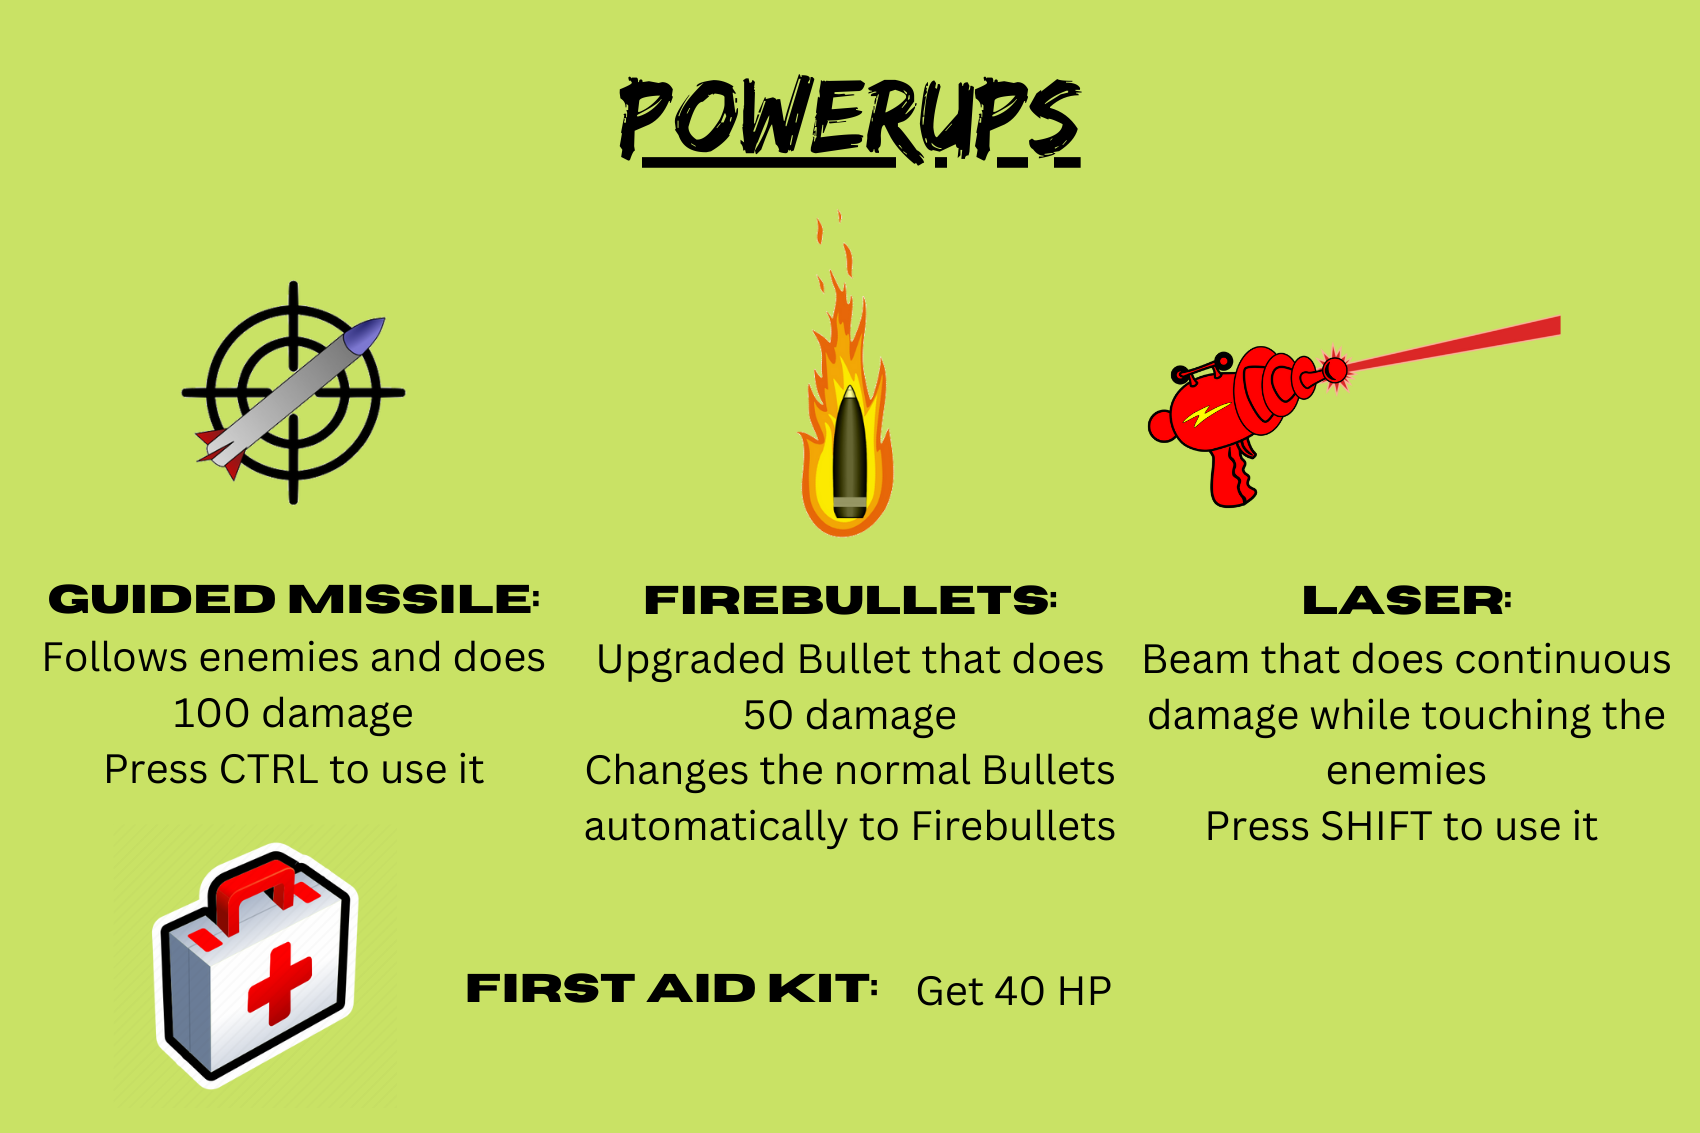 POWERUPS
GUIDED MISSILE:
Follows enemies and does
100 damage
Press CTRL to use it
FIREBULLETS:
Upgraded Bullet that does
50 damage
Changes the normal Bullets
automatically to Firebullets
LASER:
Beam that does continuous
damage while touching the
enemies
Press SHIFT to use it
FIRST AID KIT: Get 40 HP